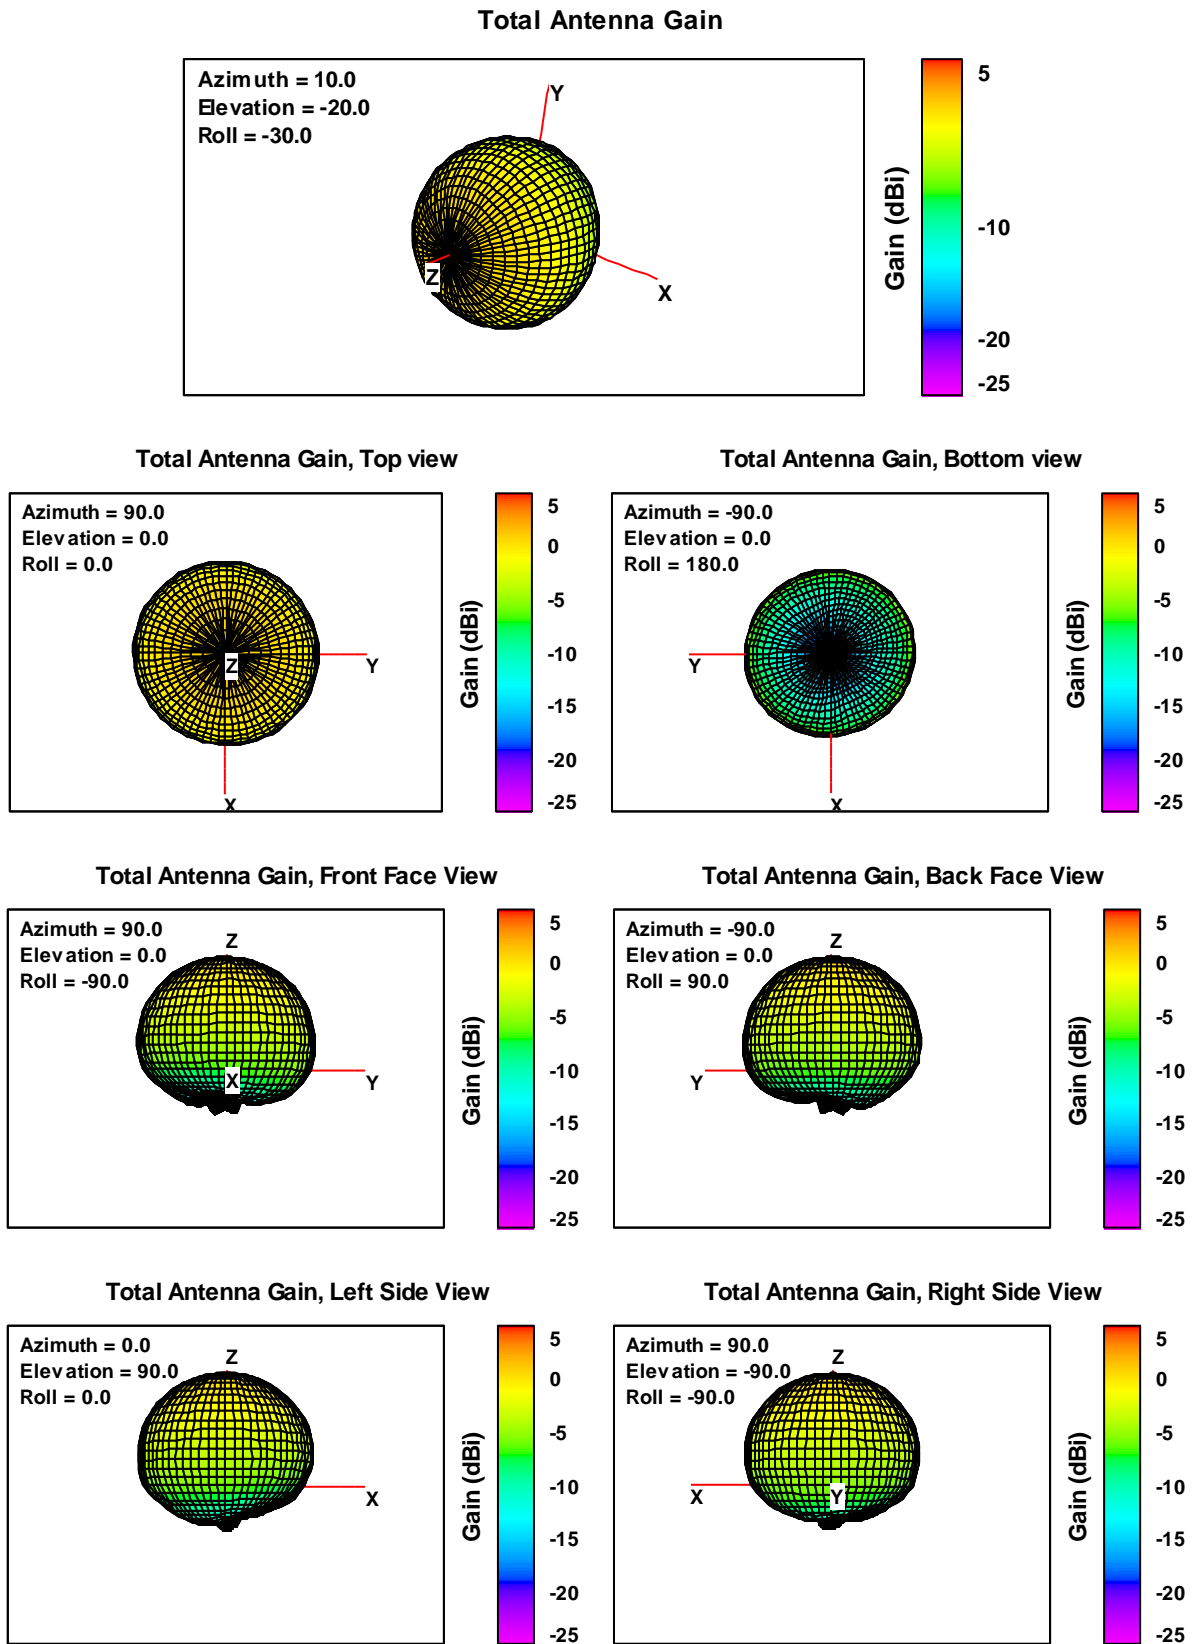 Total Antenna Gain
Azimuth = 10.0
Elevation = -20.0
Roll = -30.0
Y
Z
X
Gain (dBi)
5
-10
-20
-25
Total Antenna Gain, Top view
Azimuth = 90.0
Elevation = 0.0
Roll = 0.0
Z
Y
X
Gain (dBi)
5
0
-5
-10
-15
-20
-25
Total Antenna Gain, Bottom view
Azimuth = -90.0
Elevation = 0.0
Roll = 180.0
Y
X
Gain (dBi)
5
0
-5
-10
-15
-20
-25
Total Antenna Gain, Front Face View
Azimuth = 90.0
Elevation = 0.0
Roll = -90.0
Z
X
Y
Gain (dBi)
5
0
-5
-10
-15
-20
-25
Total Antenna Gain, Back Face View
Azimuth = -90.0
Elevation = 0.0
Roll = 90.0
Z
Y
Gain (dBi)
5
0
-5
-10
-15
-20
-25
Total Antenna Gain, Left Side View
Azimuth = 0.0
Elevation = 90.0
Roll = 0.0
Z
X
Gain (dBi)
5
0
-5
-10
-15
-20
-25
Total Antenna Gain, Right Side View
Azimuth = 90.0
Elevation = -90.0
Roll = -90.0
Z
X
Y
Gain (dBi)
5
0
-5
-10
-15
-20
-25